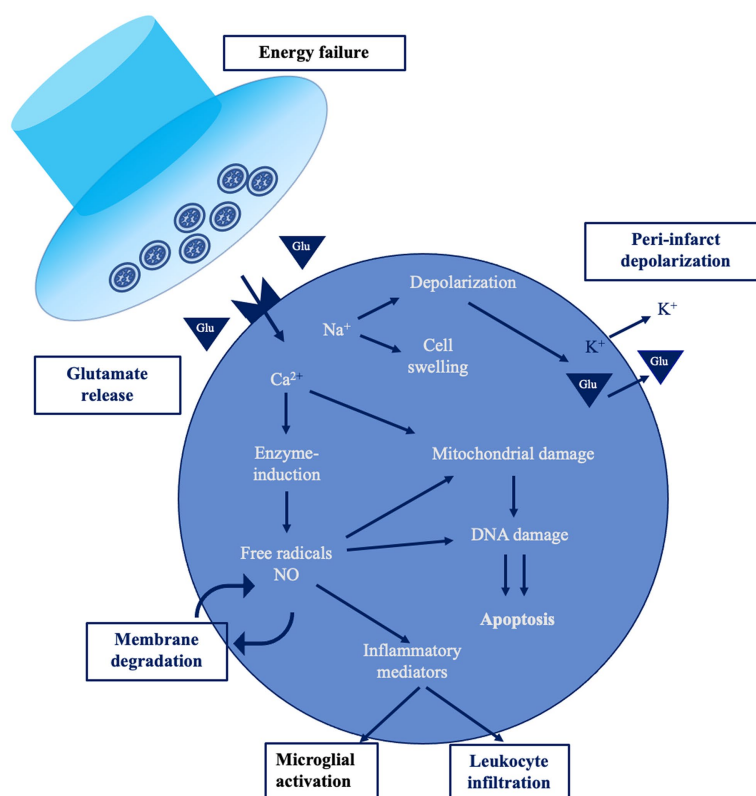 Energy failure
Glu
Peri-infarct
depolarization
Depolarization
K⁺
Glu
Na⁺
K⁺
Cell
swelling
Glu
Glu
Glutamate
release
Ca²⁺
Enzyme-
induction
Mitochondrial damage
DNA damage
Free radicals
NO
Apoptosis
Membrane
degradation
Inflammatory
mediators
Microglial
activation
Leukocyte
infiltration